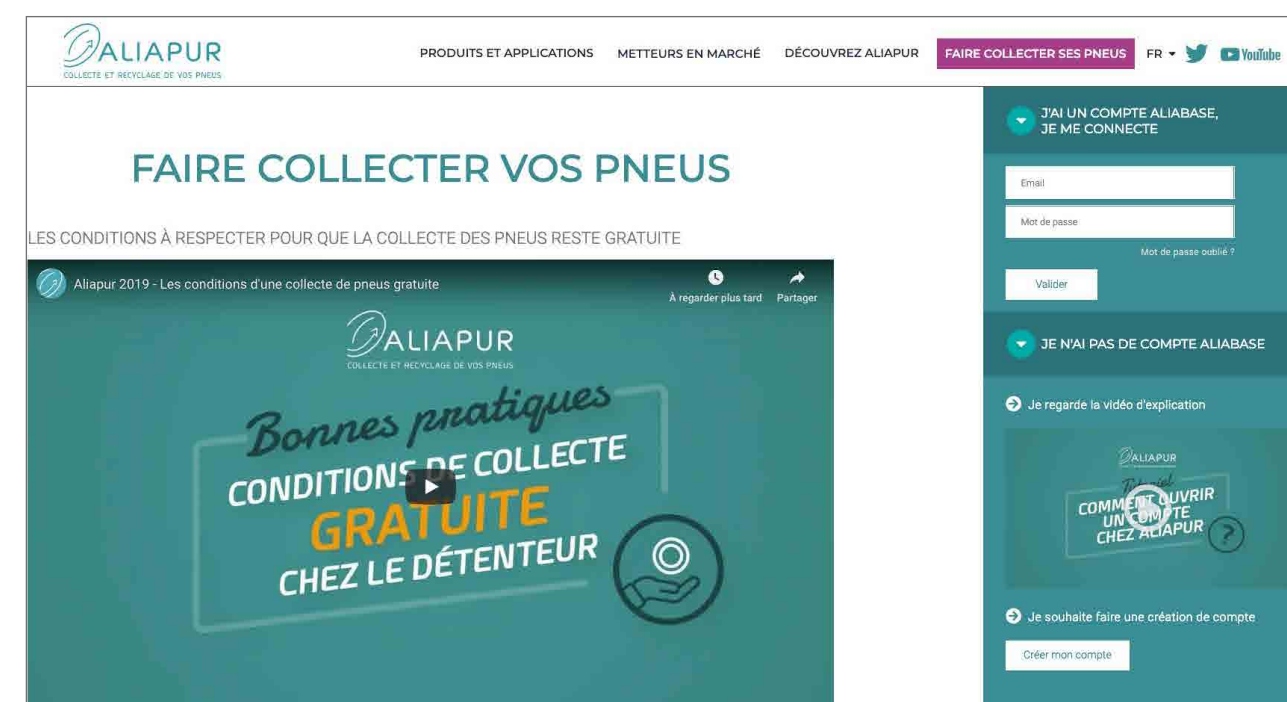 ALIAPUR
COLLECTE ET RECYCLAGE DE VOS PNEUS
PRODUITS ET APPLICATIONS
METTEURS EN MARCHÉ
DÉCOUVREZ ALIAPUR
FAIRE COLLECTER SES PNEUS
FR
YouTube
FAIRE COLLECTER VOS PNEUS
LES CONDITIONS À RESPECTER POUR QUE LA COLLECTE DES PNEUS RESTE GRATUITE
Aliapur 2019 - Les conditions d'une collecte de pneus gratuite
À regarder plus tard
Partager
ALIAPUR
COLLECTE ET RECYCLAGE DE VOS PNEUS
Bonnes pratiques
CONDITIONS DE COLLECTE
GRATUITE
CHEZ LE DÉTENTEUR
J'AI UN COMPTE ALIABASE,
JE ME CONNECTE
Email
Mot de passe
Mot de passe oublié ?
Valider
JE N'AI PAS DE COMPTE ALIABASE
Je regarde la vidéo d'explication
ALIAPUR
Tutoriel
COMMENT OUVRIR
UN COMPTE
CHEZ ALIAPUR
?
Je souhaite faire une création de compte
Créer mon compte